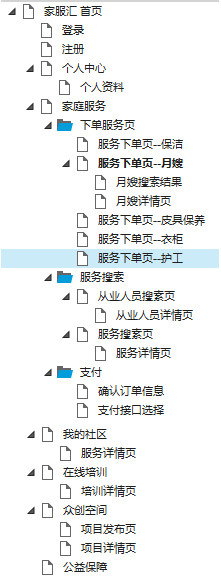 家服汇 首页
登录
注册
个人中心
个人资料
家庭服务
下单服务页
服务下单页--保洁
服务下单页--月嫂
月嫂搜索结果
月嫂详情页
服务下单页--皮具保养
服务下单页--衣柜
服务下单页--护工
服务搜索
从业人员搜索页
从业人员详情页
服务搜索页
服务详情页
支付
确认订单信息
支付接口选择
我的社区
服务详情页
在线培训
培训详情页
众创空间
项目发布页
项目详情页
公益保障